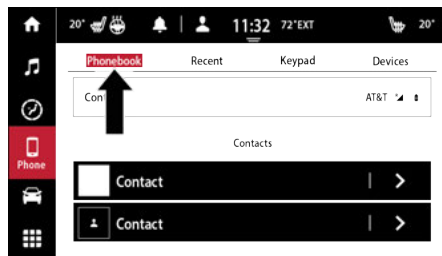 20° 11:32 72°EXT 20°
Phonebook Recent Keypad Devices
AT&T
Contacts
Phone
Contact
Contact